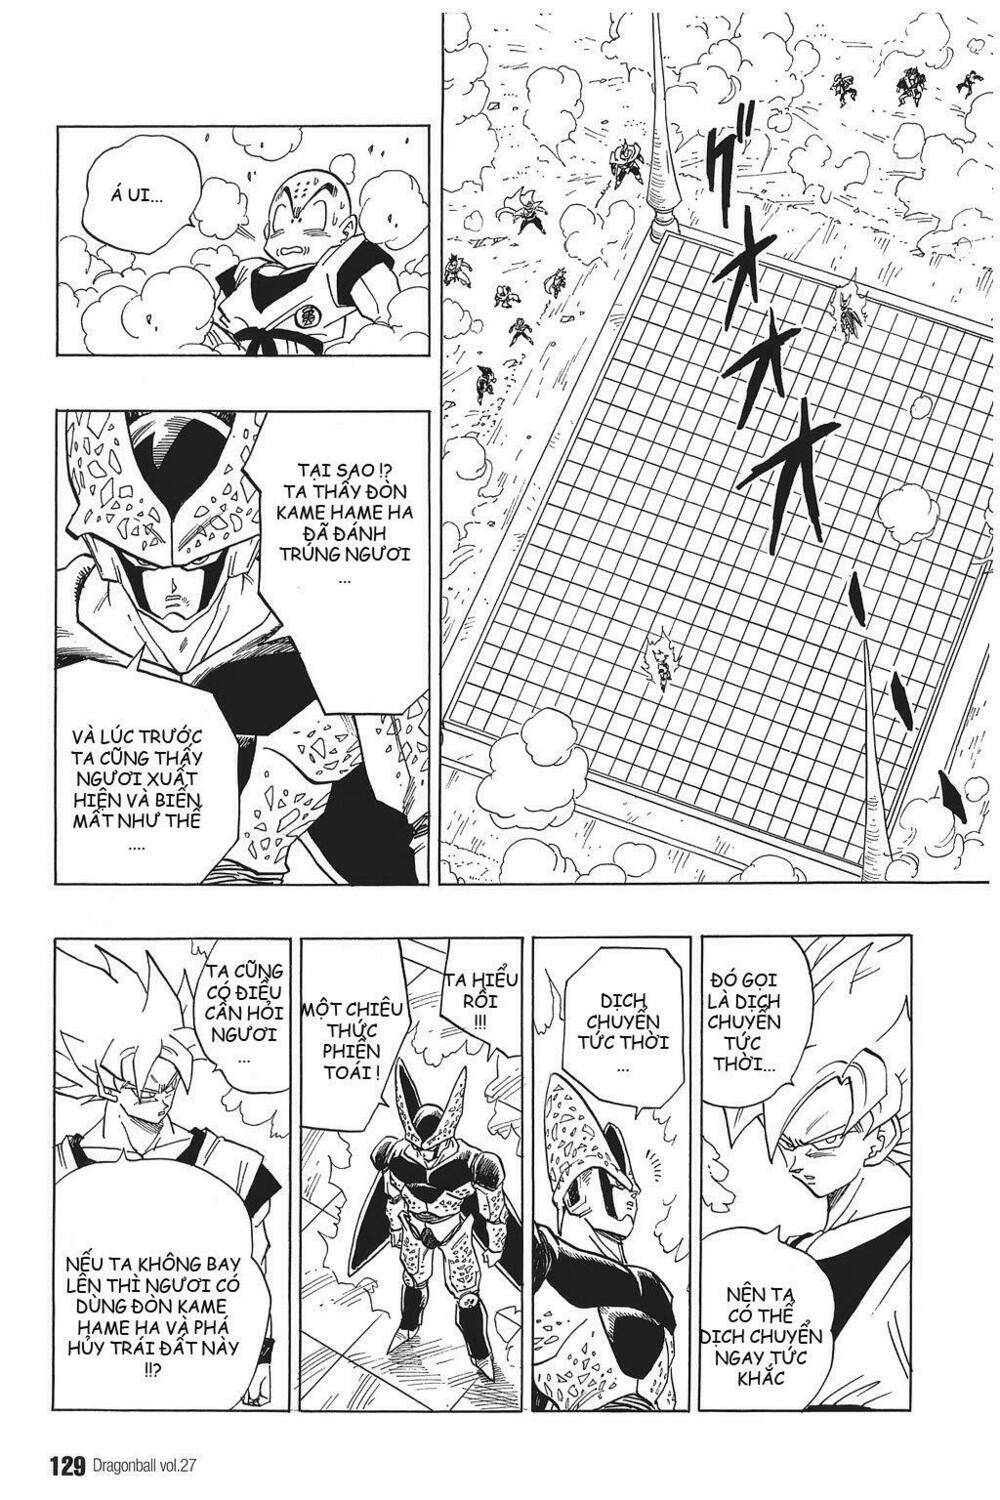 ゴオオオ
Á UI...
TẠI SAO !?
TA THẤY ĐÒN
KAME HAME HA
ĐÃ ĐÁNH
TRÚNG NGƯƠI
...
VÀ LÚC TRƯỚC
TA CŨNG THẤY
NGƯƠI XUẤT
HIỆN VÀ BIẾN
MẤT NHƯ THẾ
....
ĐÓ GỌI
LÀ DỊCH
CHUYỂN
TỨC
THỜI...
NÊN TA
CÓ THỂ
DỊCH CHUYỂN
NGAY TỨC
KHẮC
DỊCH
CHUYỂN
TỨC THỜI
...
TA HIỂU
RỒI
!!!
MỘT CHIÊU
THỨC
PHIỀN
TOÁI !
TA CŨNG
CÓ ĐIỀU
CẦN HỎI
NGƯƠI
...
NẾU TA KHÔNG BAY
LÊN THÌ NGƯƠI CÓ
DÙNG ĐÒN KAME
HAME HA VÀ PHÁ
HỦY TRÁI ĐẤT NÀY
!!?
129 Dragonball vol.27